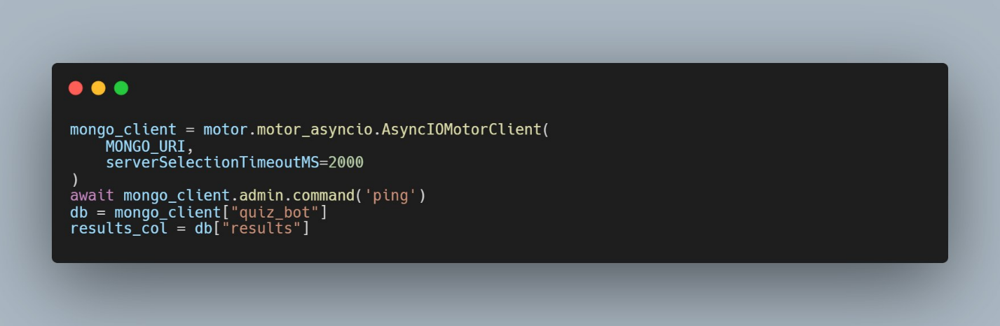 mongo_client = motor.motor_asyncio.AsyncIOMotorClient(
    MONGO_URI,
    serverSelectionTimeoutMS=2000
)
await mongo_client.admin.command('ping')
db = mongo_client["quiz_bot"]
results_col = db["results"]